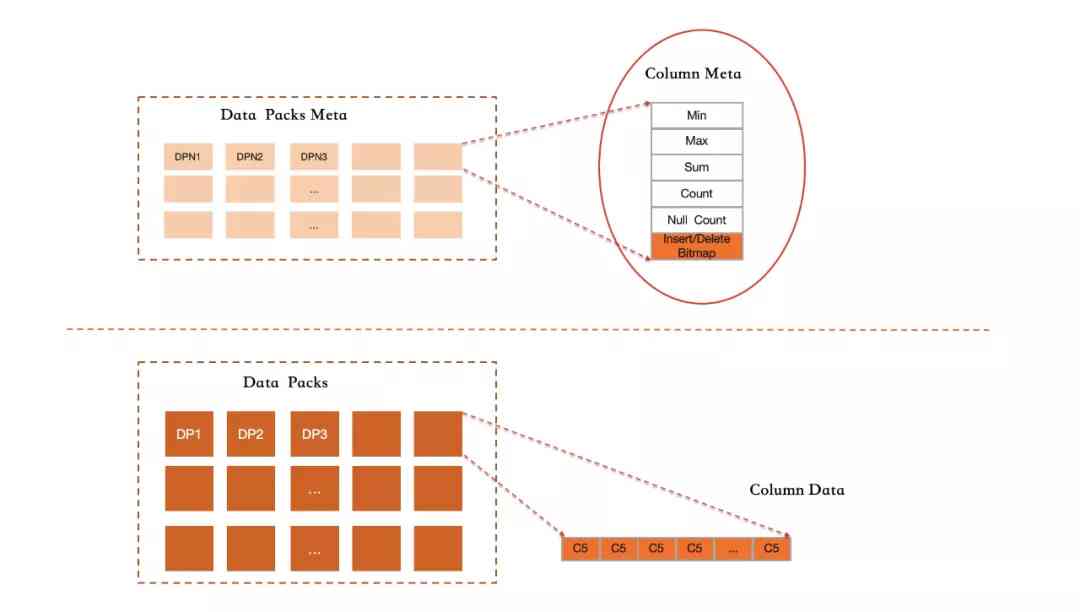 Column Meta
Data Packs Meta
Min
Max
DPN1 DPN2 DPN3
Sum
...
Count
Null Count
...
Insert/Delete
Bitmap
Data Packs
DP1 DP2 DP3
...
Column Data
...
C5 C5 C5 C5 ... C5